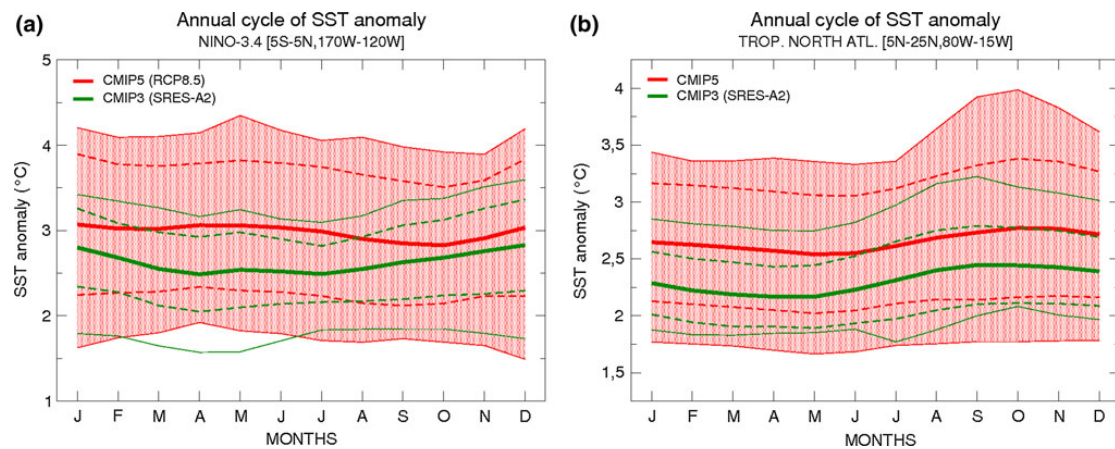 (a)
Annual cycle of SST anomaly
NINO-3.4 [5S-5N,170W-120W]
5
4
3
2
1
SST anomaly (°C)
CMIP5 (RCP8.5)
CMIP3 (SRES-A2)
J F M A M J J A S O N D
MONTHS
(b)
Annual cycle of SST anomaly
TROP. NORTH ATL. [5N-25N,80W-15W]
4
3,5
3
2,5
2
1,5
SST anomaly (°C)
CMIP5
CMIP3 (SRES-A2)
J F M A M J J A S O N D
MONTHS